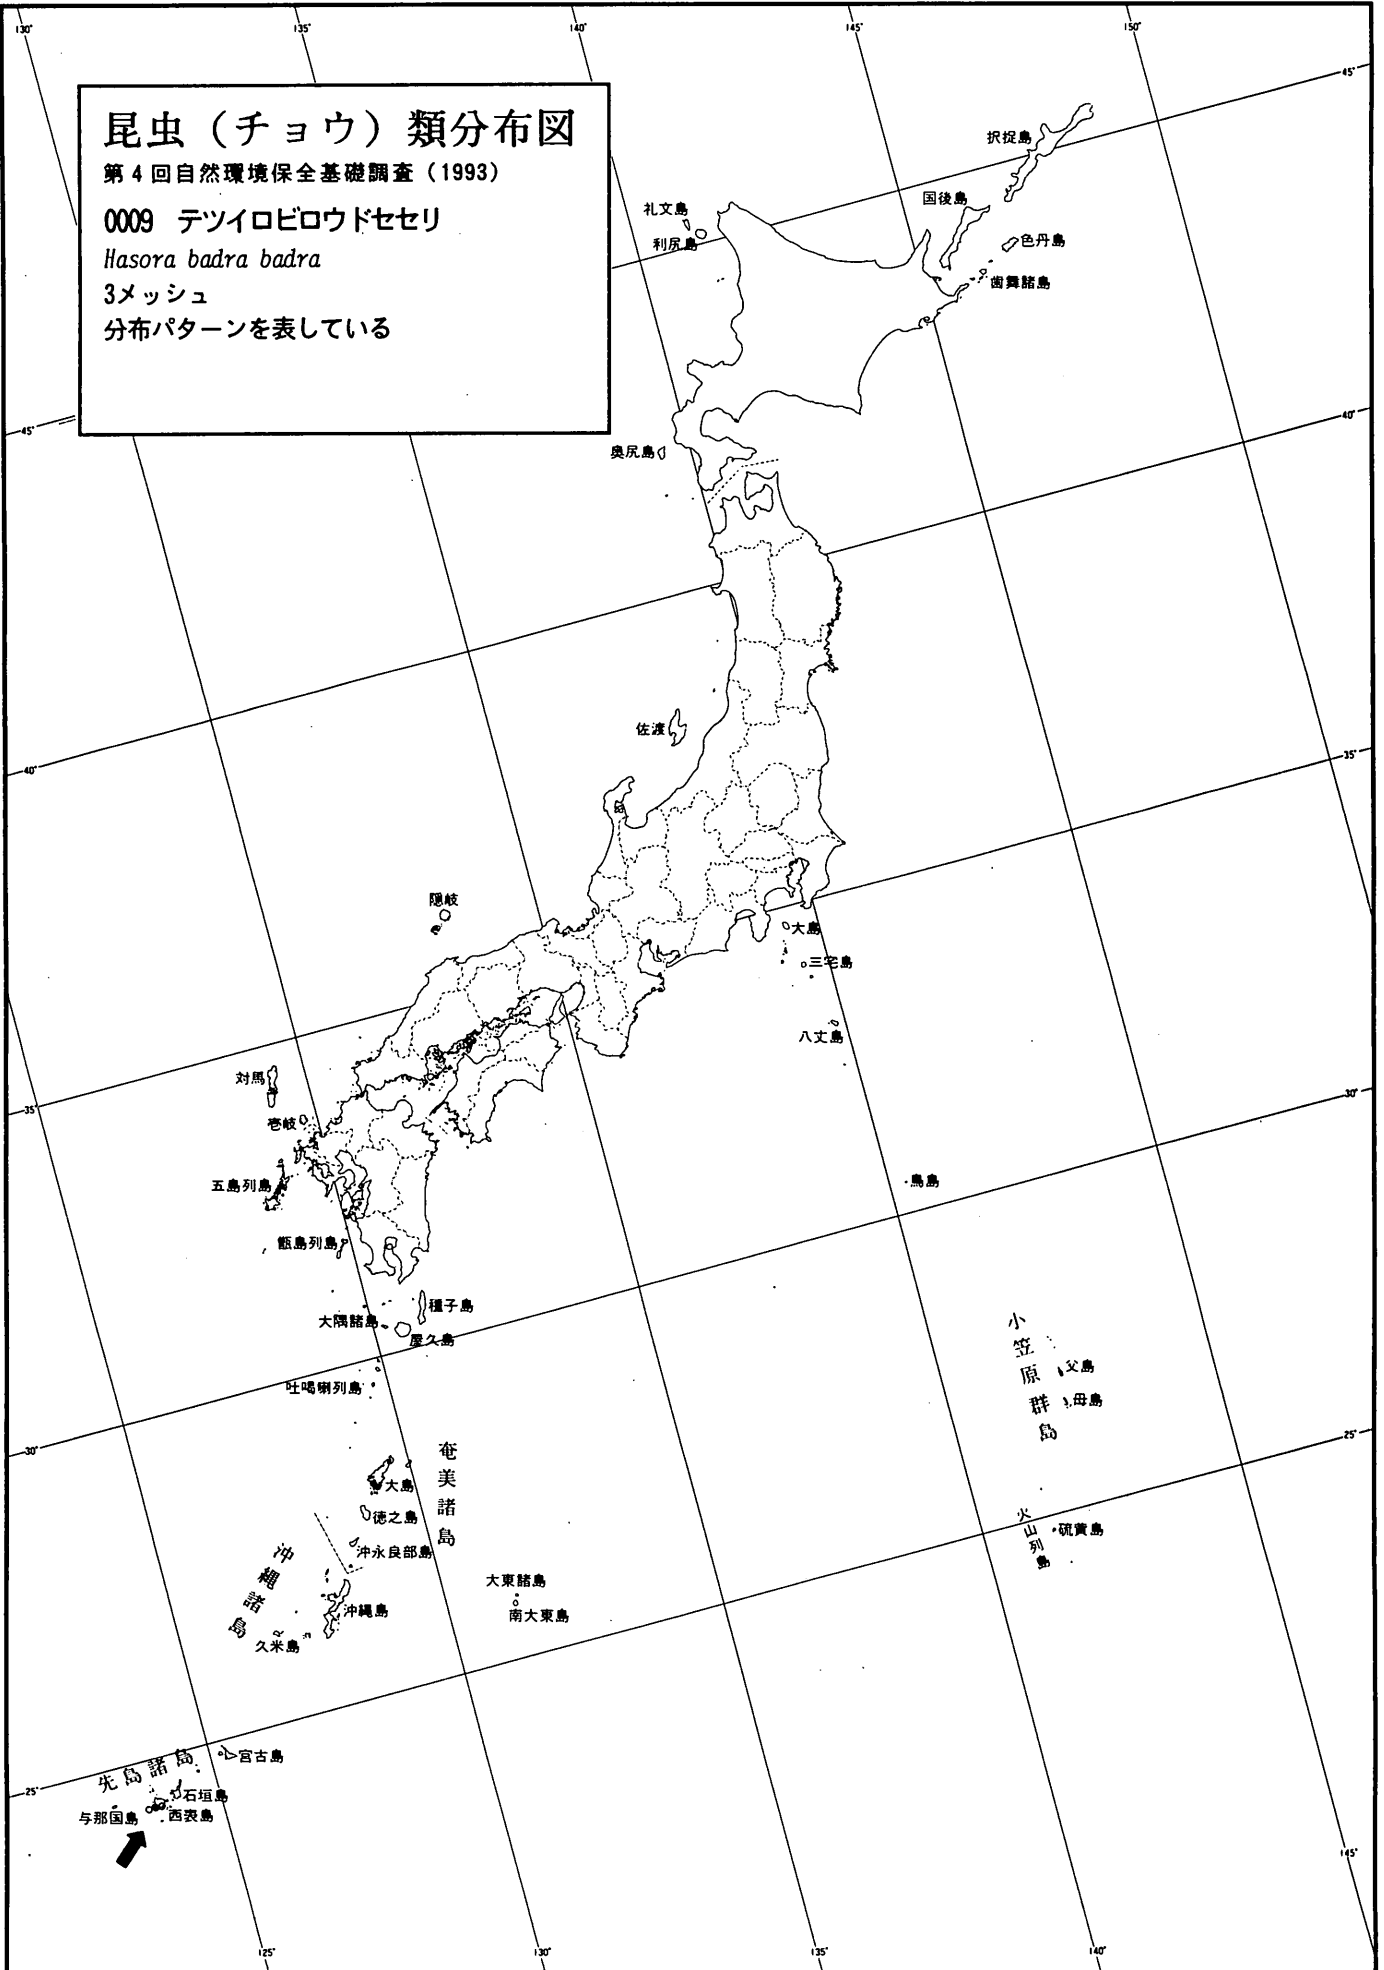 130°
135°
140°
145°
150°
昆虫（チョウ）類分布図
第4回自然環境保全基礎調査（1993）
0009 テツイロビロウドセセリ
Hasora badra badra
3メッシュ
分布パターンを表している
45°
択捉島
国後島
礼文島
利尻島
色丹島
歯舞諸島
40°
45°
奥尻島
佐渡
35°
40°
隠岐
大島
三宅島
八丈島
対馬
30°
35°
壱岐
五島列島
鳥島
甑島列島
種子島
大隅諸島
屋久島
小笠原群島
父島
吐噶喇列島
母島
25°
30°
奄美諸島
大島
徳之島
火山列島
硫黄島
沖永良部島
沖縄諸島
大東諸島
沖縄島
南大東島
久米島
宮古島
先島諸島
25°
石垣島
与那国島
西表島
145°
125°
130°
135°
140°